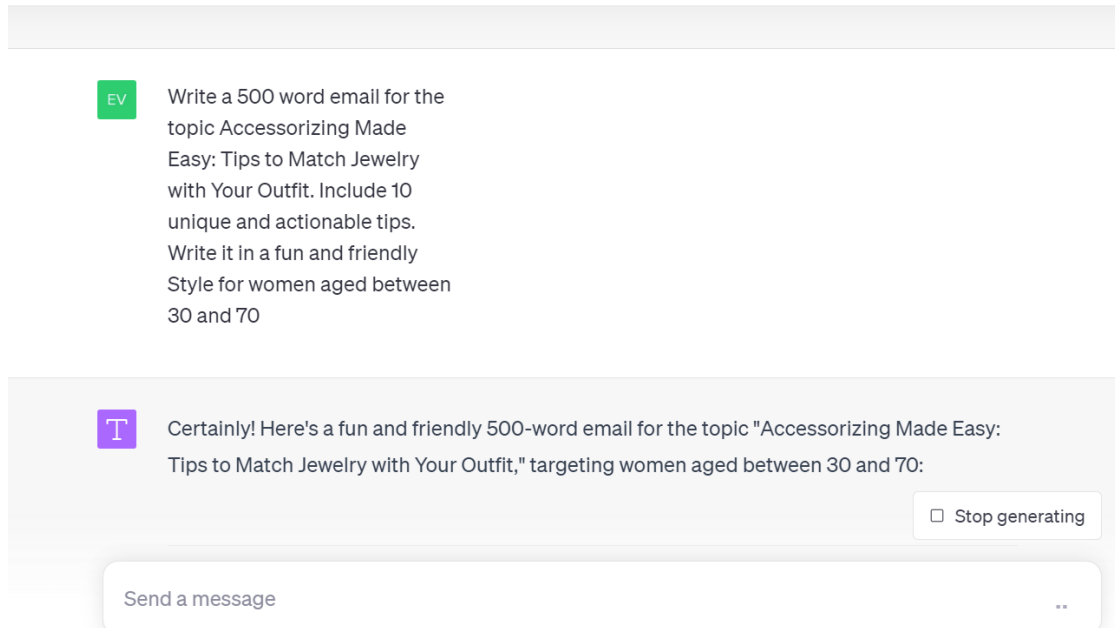 EV
Write a 500 word email for the
topic Accessorizing Made
Easy: Tips to Match Jewelry
with Your Outfit. Include 10
unique and actionable tips.
Write it in a fun and friendly
Style for women aged between
30 and 70
T
Certainly! Here's a fun and friendly 500-word email for the topic "Accessorizing Made Easy:
Tips to Match Jewelry with Your Outfit," targeting women aged between 30 and 70:
Stop generating
Send a message